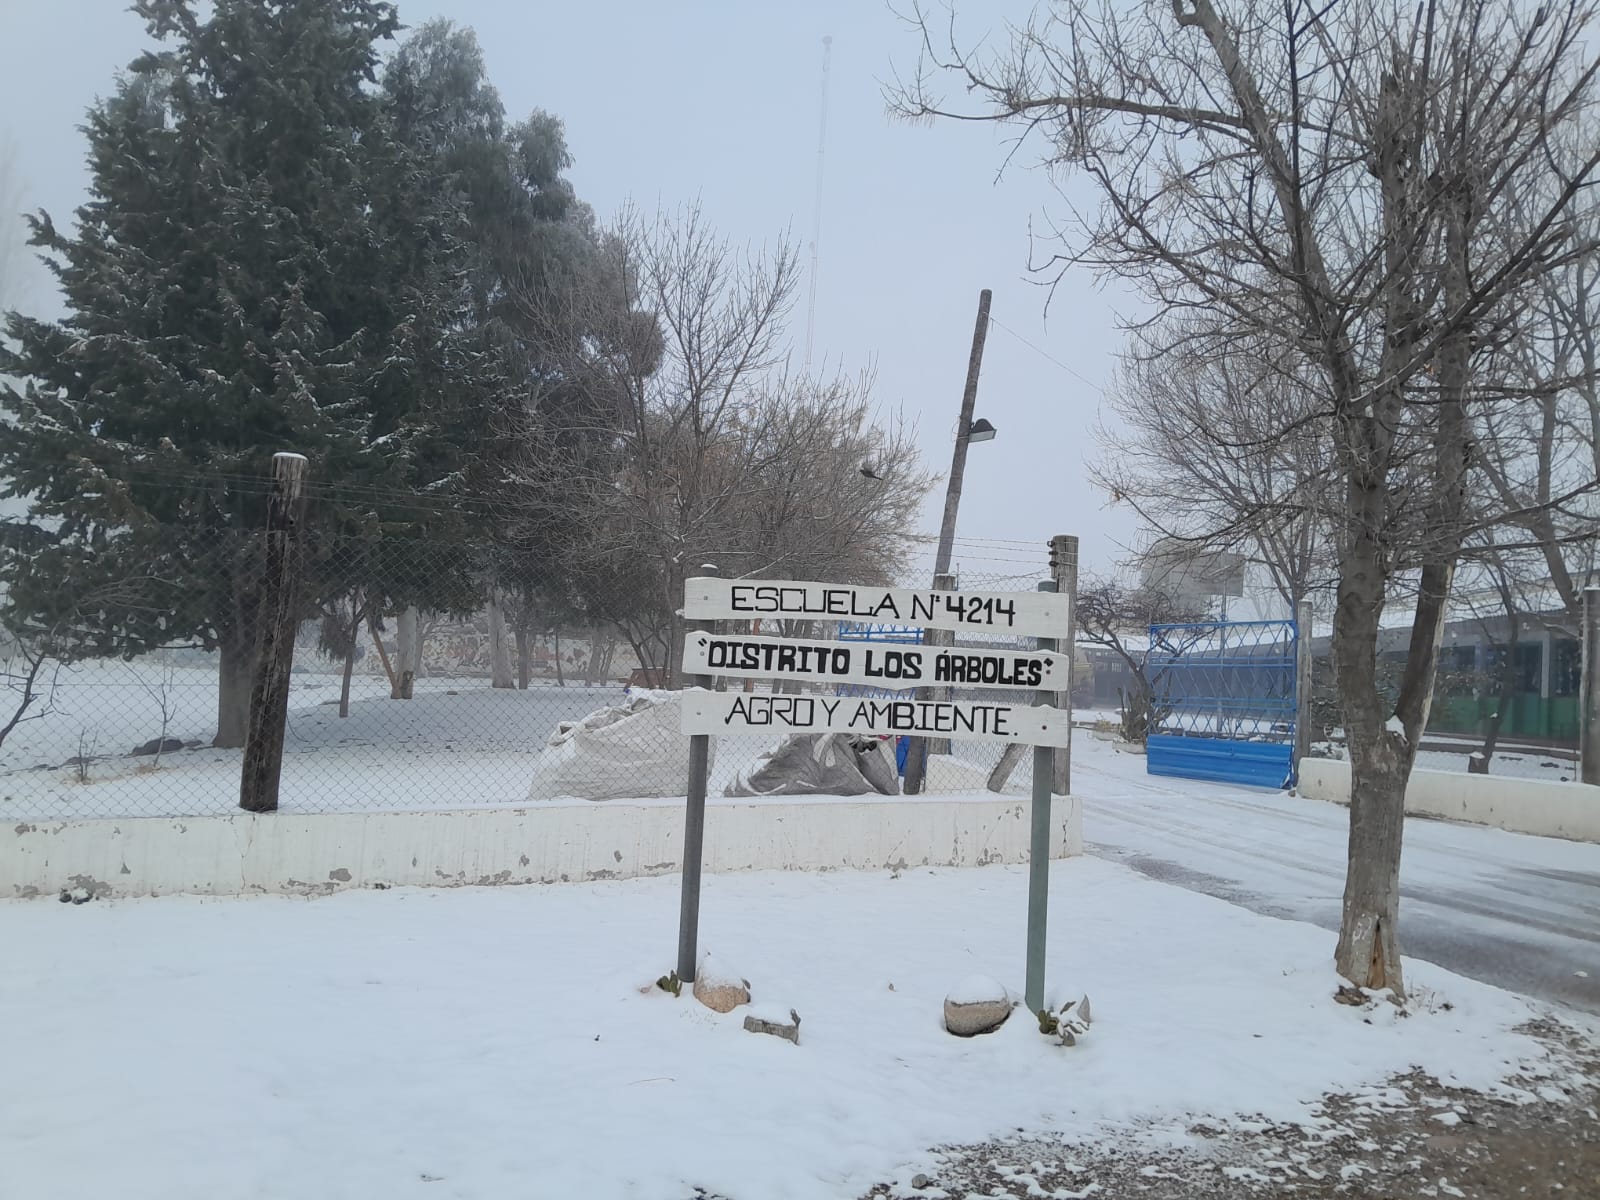 ESCUELA N° 4214
"DISTRITO LOS ÁRBOLES"
AGRO Y AMBIENTE.